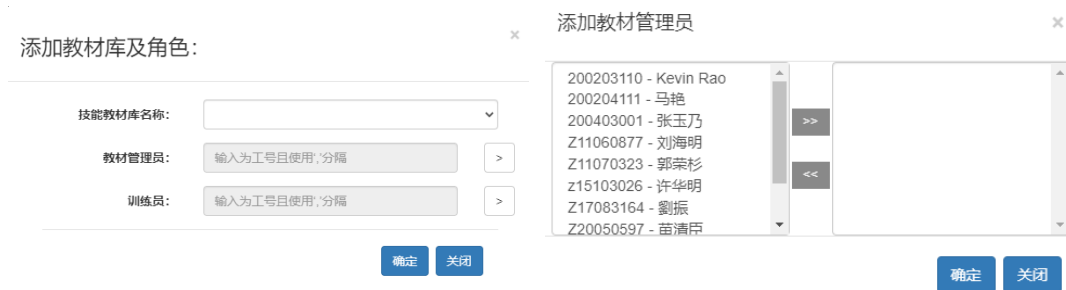 添加教材库及角色:
×
技能教材库名称:
教材管理员:
输入为工号且使用','分隔
>
训练员:
输入为工号且使用','分隔
>
确定
关闭
添加教材管理员
×
200203110 - Kevin Rao
200204111 - 马艳
200403001 - 张玉乃
Z11060877 - 刘海明
Z11070323 - 郭荣杉
z15103026 - 许华明
Z17083164 - 劉振
Z20050597 - 苗清臣
>>
<<
确定
关闭